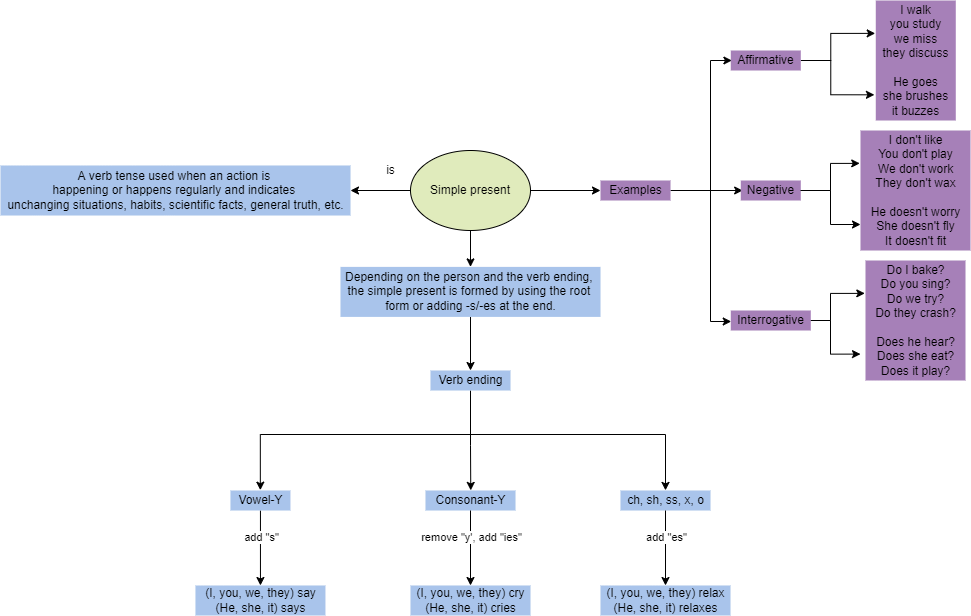 I walk
you study
we miss
they discuss
He goes
she brushes
it buzzes
Affirmative
I don't like
You don't play
We don't work
They don't wax
He doesn't worry
She doesn't fly
It doesn't fit
is
A verb tense used when an action is
happening or happens regularly and indicates
unchanging situations, habits, scientific facts, general truth, etc.
Simple present
Examples
Negative
Do I bake?
Do you sing?
Do we try?
Do they crash?
Does he hear?
Does she eat?
Does it play?
Interrogative
Depending on the person and the verb ending,
the simple present is formed by using the root
form or adding -s/-es at the end.
Verb ending
Vowel-Y
Consonant-Y
ch, sh, ss, x, o
add "s"
remove "y', add "ies"
add "es"
(I, you, we, they) say
(He, she, it) says
(I, you, we, they) cry
(He, she, it) cries
(I, you, we, they) relax
(He, she, it) relaxes